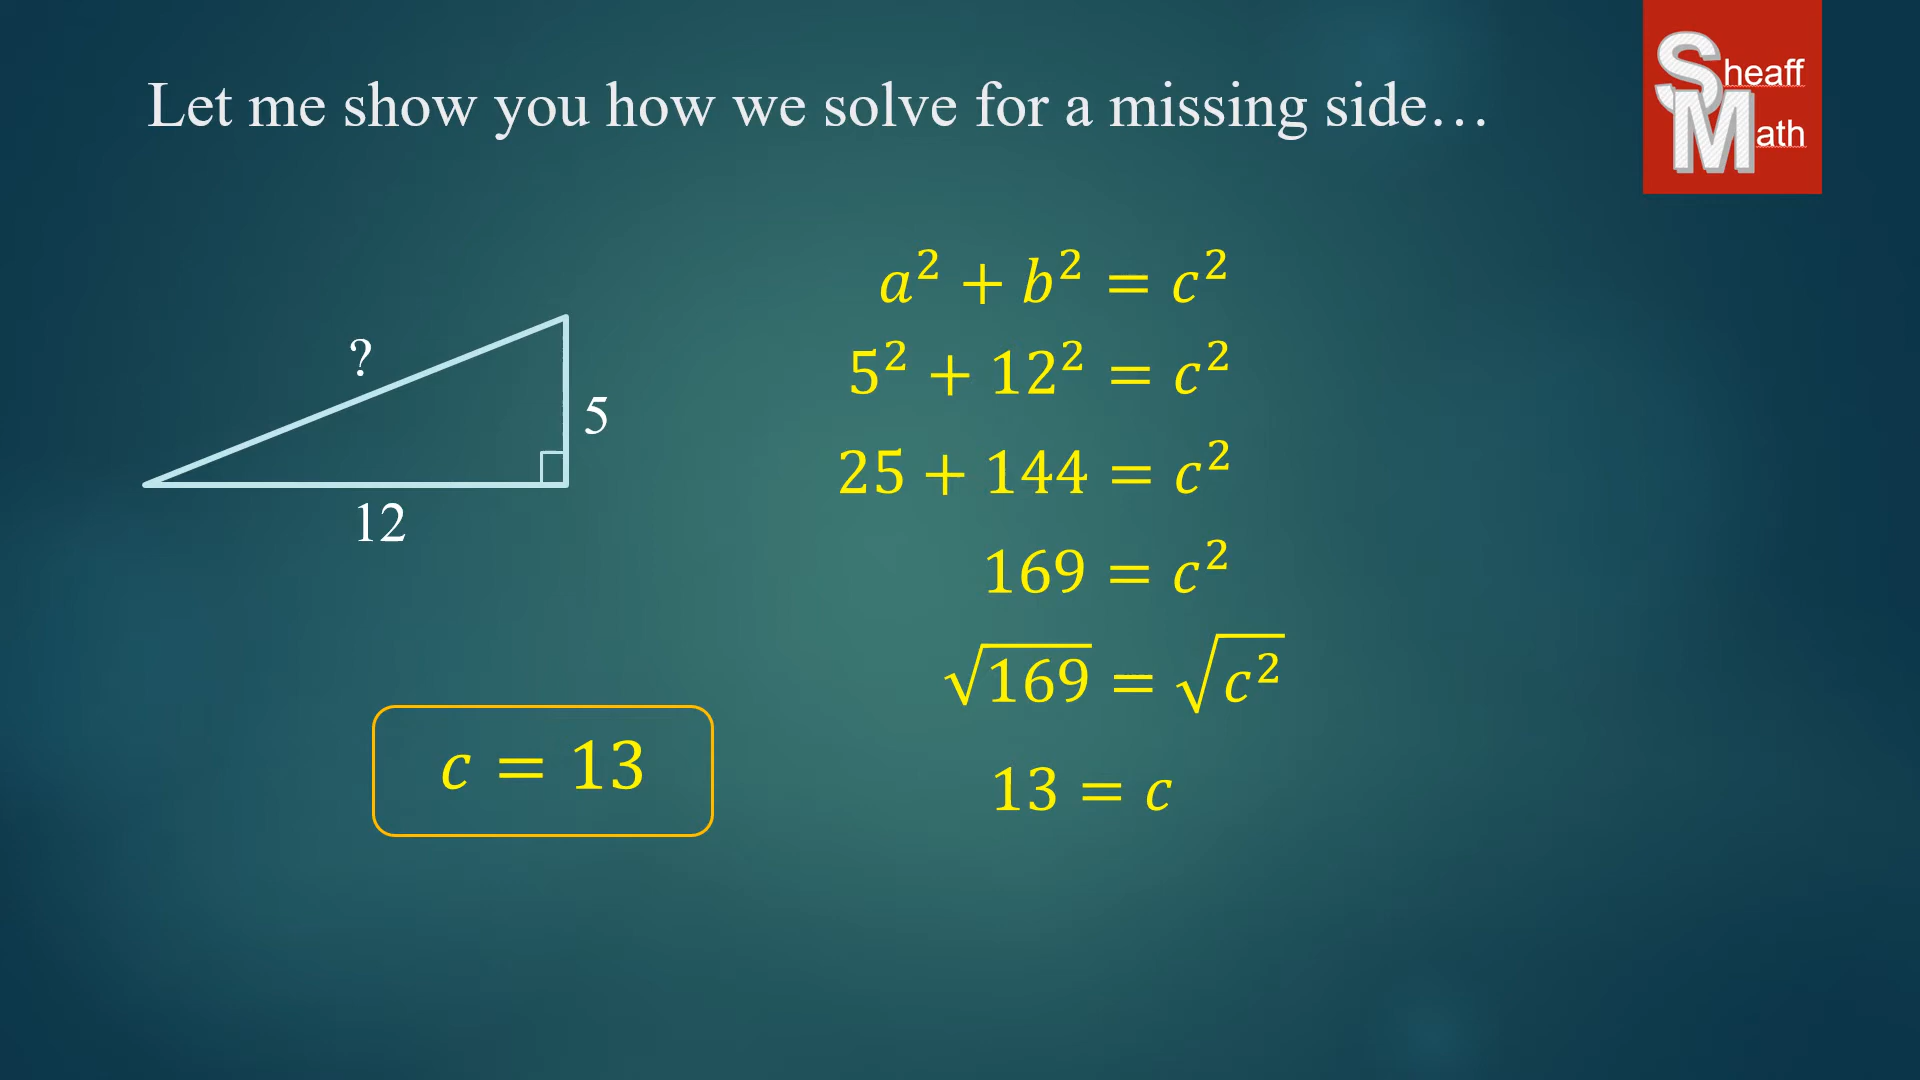 Let me show you how we solve for a missing side…
Sheaff
Math
a² + b² = c²
5² + 12² = c²
25 + 144 = c²
169 = c²
√169 = √c²
13 = c
?
5
12
c = 13